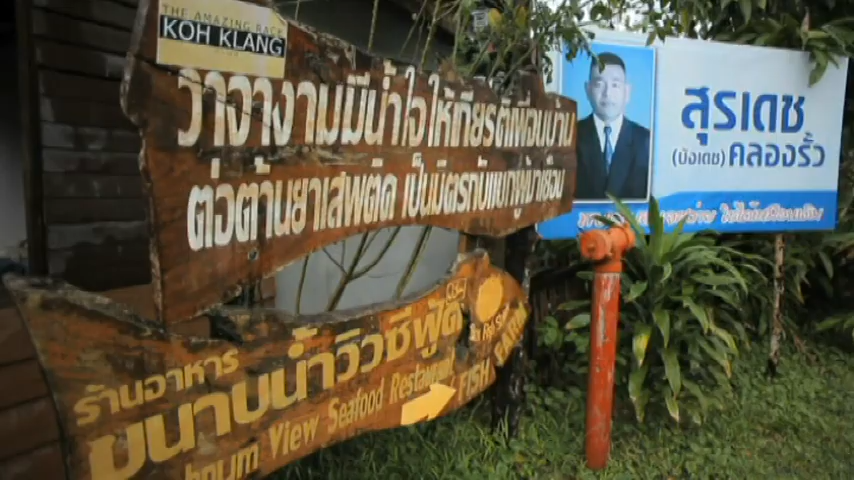 THE AMAZING RACE
KOH KLANG
วาจางามมีน้ำใจให้เกียรติเพื่อนบ้าน
ต่อต้านยาเสพติด เป็นมิตรกับแขกผู้มาเยือน
ร้านอาหาร
ขนาบน้ำวิวซีฟู้ด
View Seafood Restaurant
FISH FARM
สุรเดช
(บังเดช) คลองรั้ว